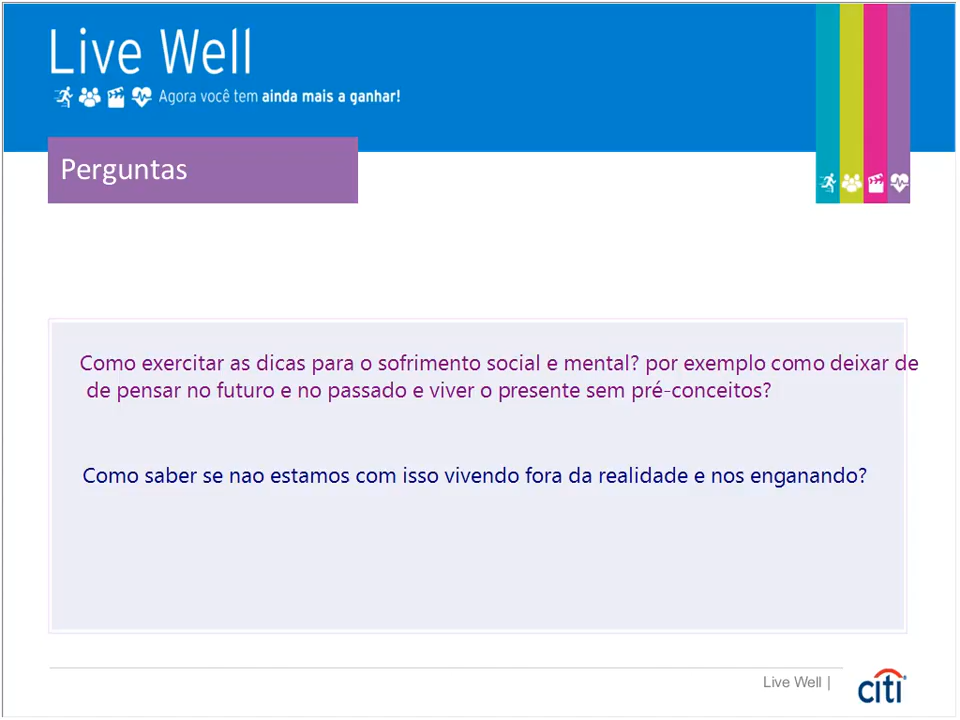 Live Well
Agora você tem ainda mais a ganhar!
Perguntas
Como exercitar as dicas para o sofrimento social e mental? por exemplo como deixar de
de pensar no futuro e no passado e viver o presente sem pré-conceitos?
Como saber se nao estamos com isso vivendo fora da realidade e nos enganando?
Live Well |
citi